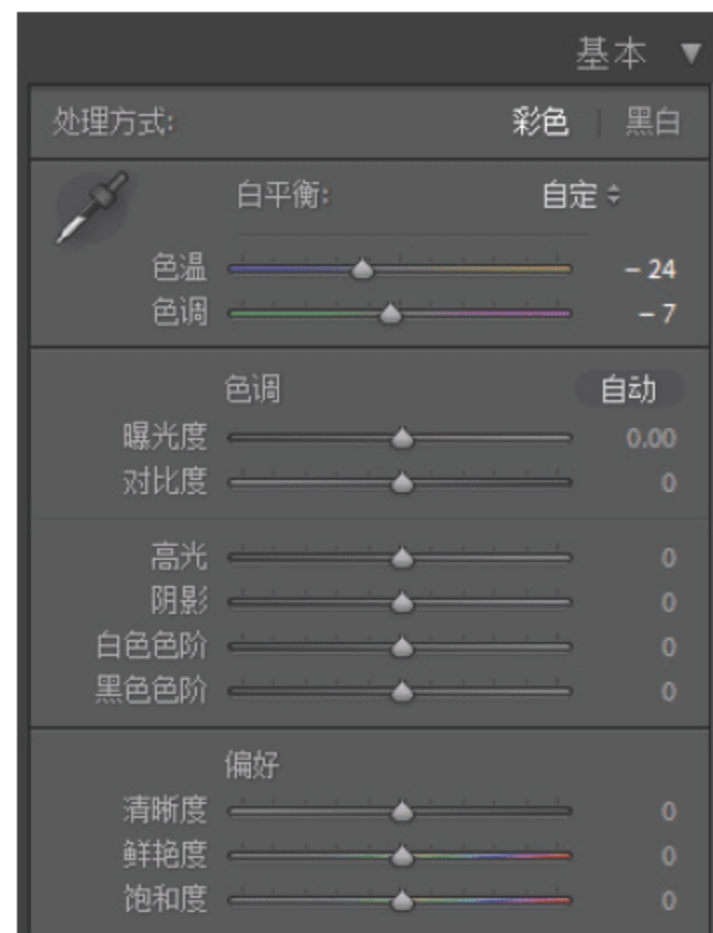 基本 ▼
处理方式: 彩色 | 黑白
白平衡: 自定
色温 − 24
色调 − 7
色调 自动
曝光度 0.00
对比度 0
高光 0
阴影 0
白色色阶 0
黑色色阶 0
偏好
清晰度 0
鲜艳度 0
饱和度 0